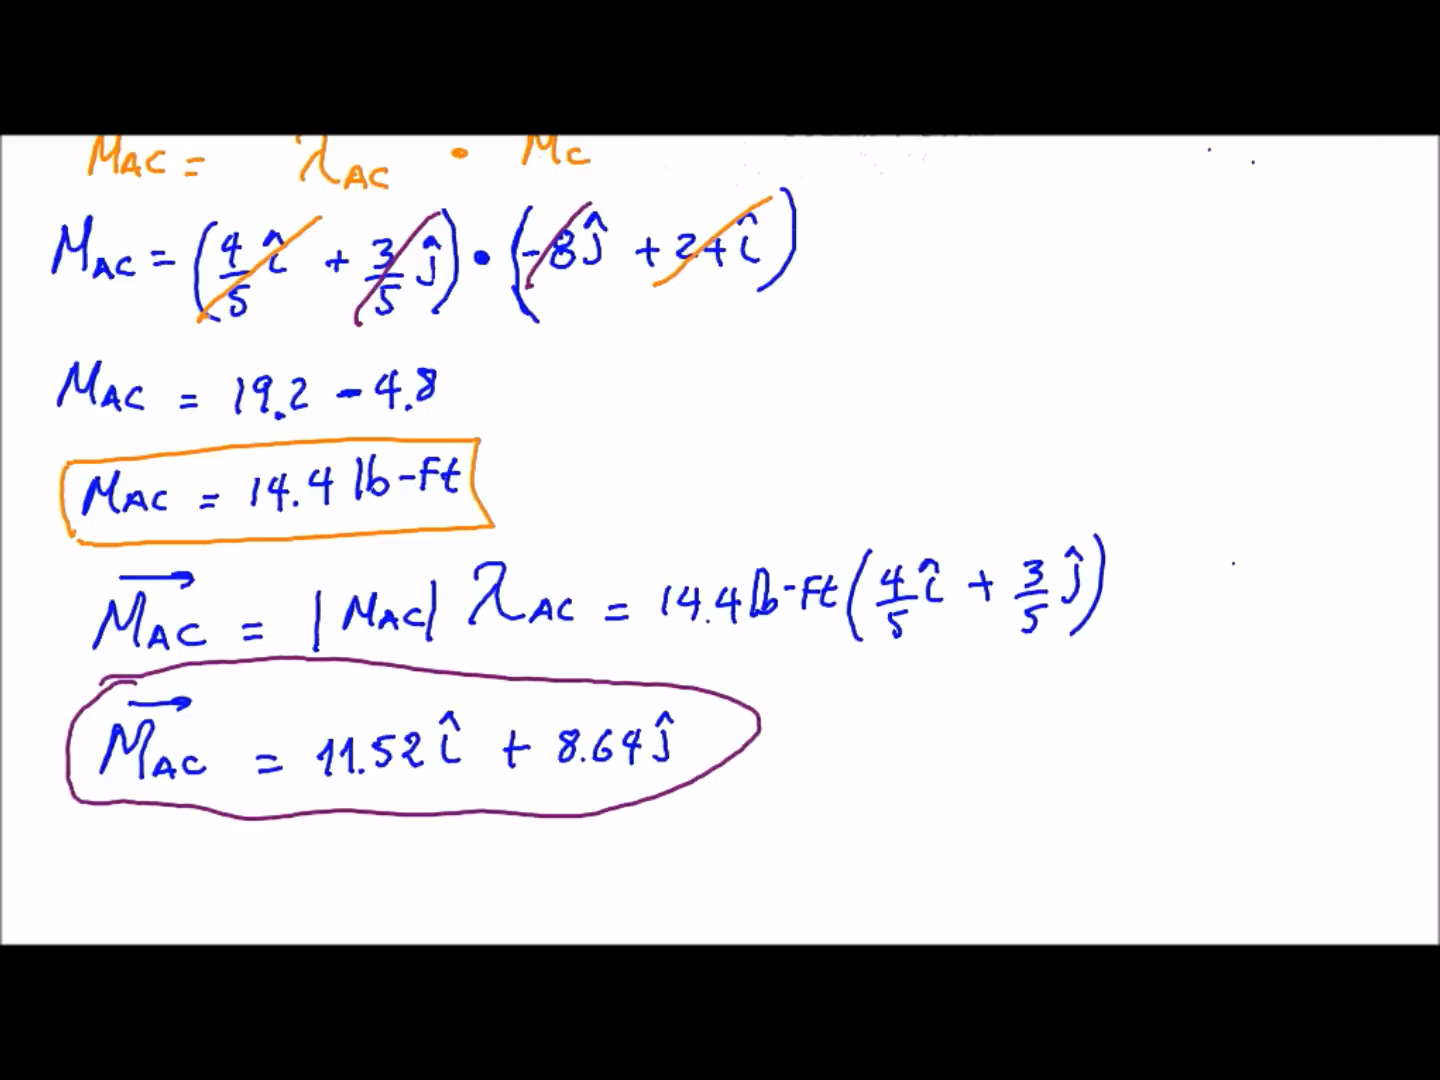 MAC = λAC • MC
MAC = (4/5 î + 3/5 ĵ) • (-8ĵ + 24î)
MAC = 19.2 - 4.8
MAC = 14.4 lb-Ft
MAC = |MAC| λAC = 14.4 lb-Ft (4/5 î + 3/5 ĵ)
MAC = 11.52 î + 8.64 ĵ